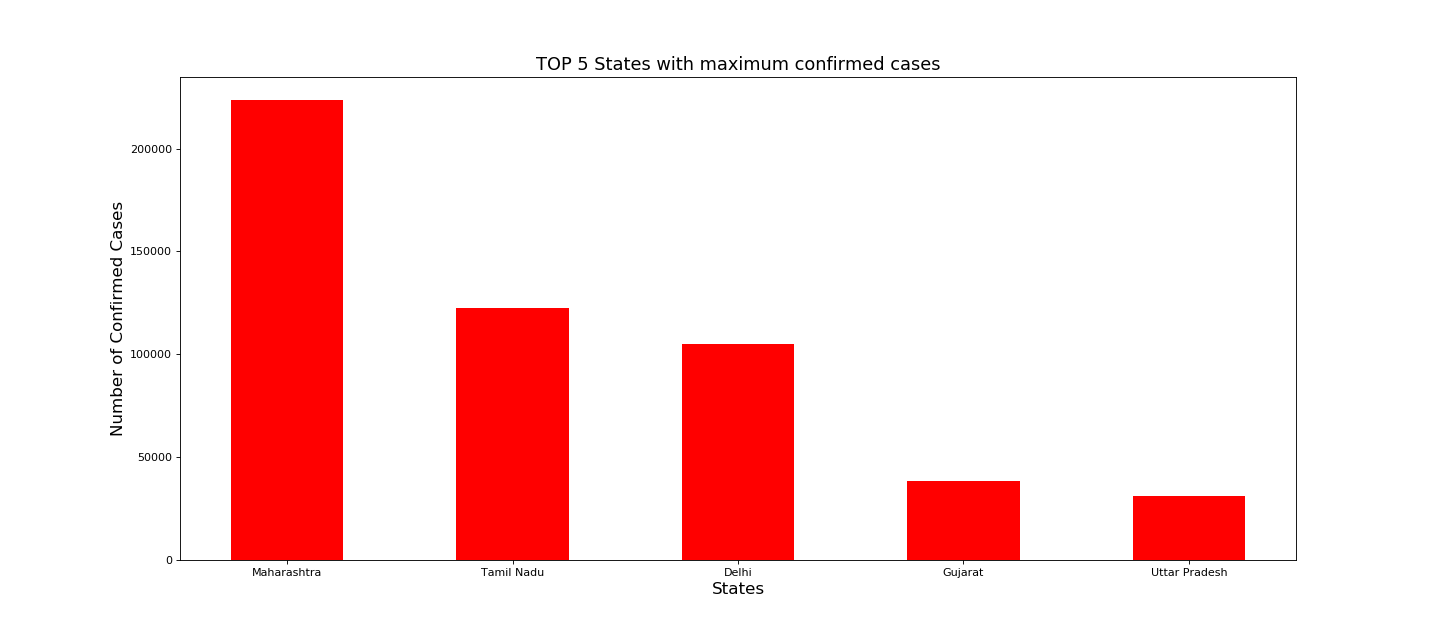 TOP 5 States with maximum confirmed cases
Number of Confirmed Cases
200000
150000
100000
50000
0
Maharashtra Tamil Nadu Delhi Gujarat Uttar Pradesh
States